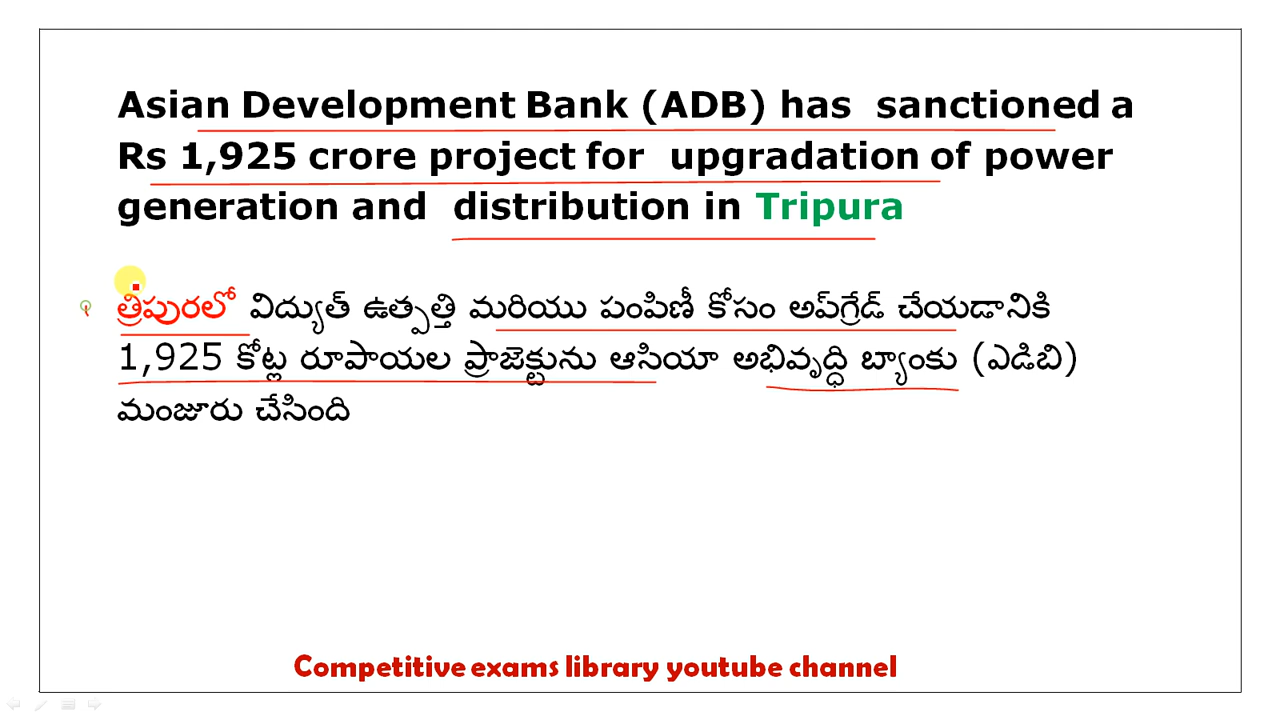 Asian Development Bank (ADB) has sanctioned a
Rs 1,925 crore project for upgradation of power
generation and distribution in Tripura
త్రిపురలో విద్యుత్ ఉత్పత్తి మరియు పంపిణీ కోసం అప్‌గ్రేడ్ చేయడానికి
1,925 కోట్ల రూపాయల ప్రాజెక్టును ఆసియా అభివృద్ధి బ్యాంకు (ఎడిబి)
మంజూరు చేసింది
Competitive exams library youtube channel